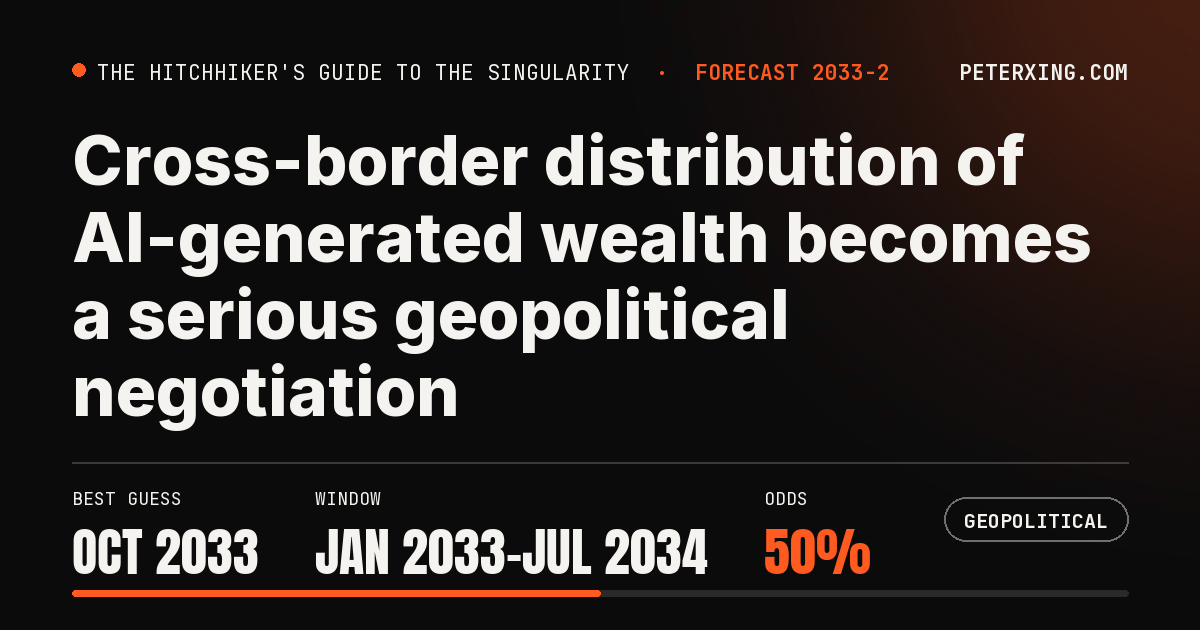 THE HITCHHIKER'S GUIDE TO THE SINGULARITY · FORECAST 2033-2 PETERXING.COM
Cross-border distribution of
AI-generated wealth becomes
a serious geopolitical
negotiation
BEST GUESS WINDOW ODDS
OCT 2033 JAN 2033-JUL 2034 50%
GEOPOLITICAL